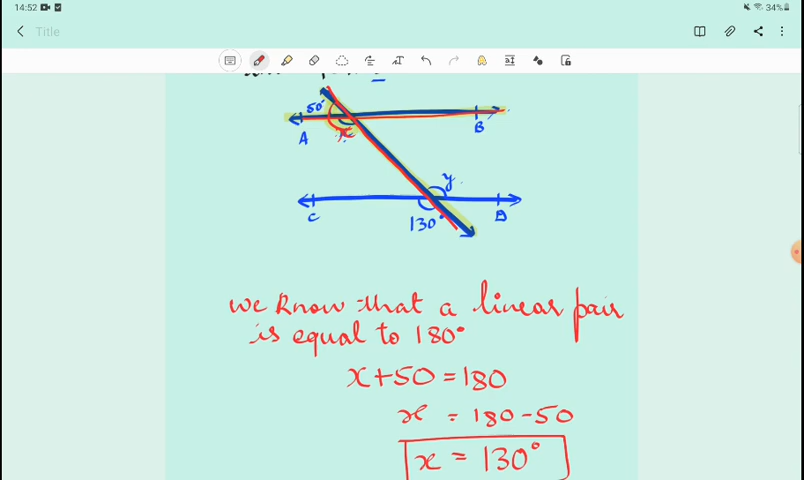 14:52
34%
Title
50°
A
x
B
y
C
130°
D
we know that a linear pair
is equal to 180°
x+50 = 180
x = 180-50
x = 130°